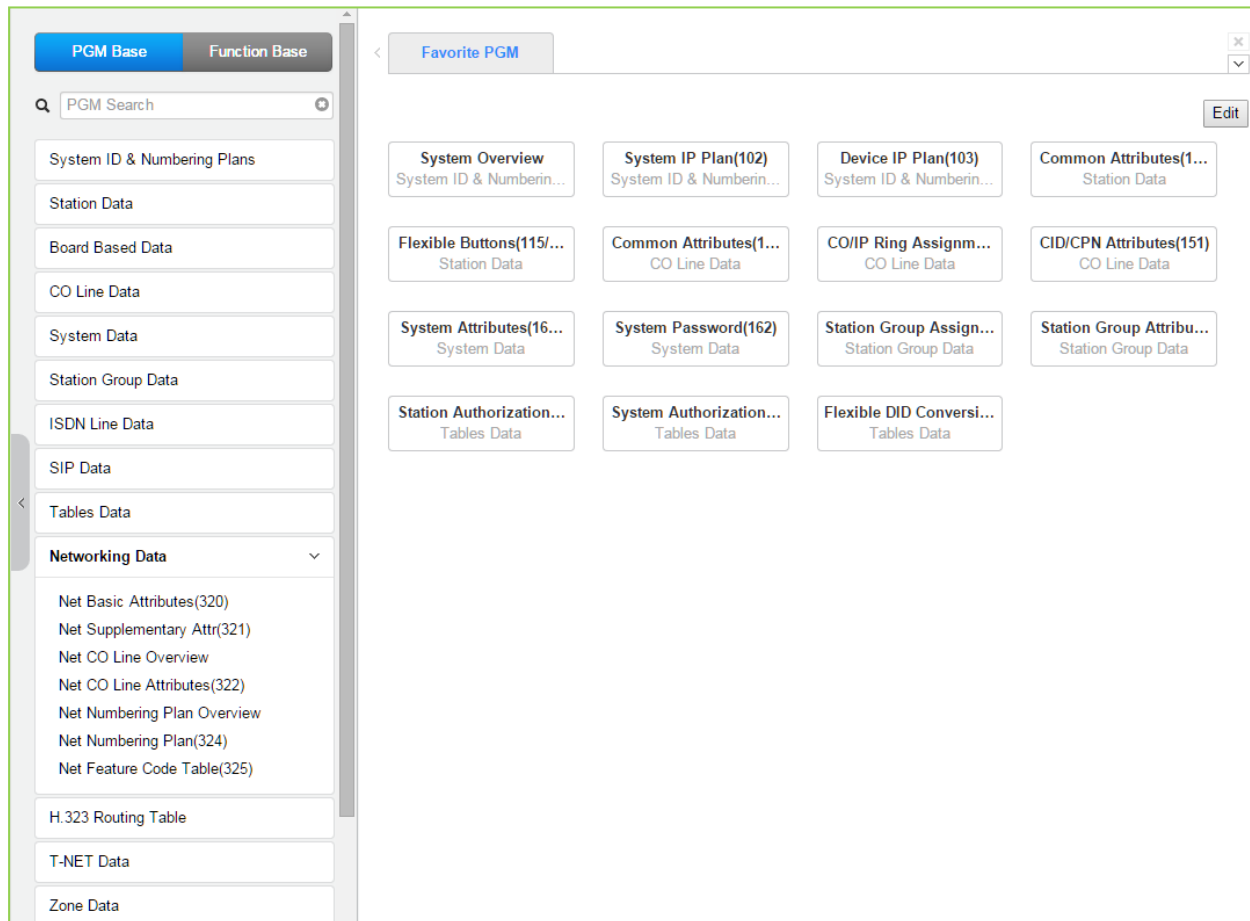 PGM Base
Function Base
PGM Search
System ID & Numbering Plans
Station Data
Board Based Data
CO Line Data
System Data
Station Group Data
ISDN Line Data
SIP Data
Tables Data
Networking Data
Net Basic Attributes(320)
Net Supplementary Attr(321)
Net CO Line Overview
Net CO Line Attributes(322)
Net Numbering Plan Overview
Net Numbering Plan(324)
Net Feature Code Table(325)
H.323 Routing Table
T-NET Data
Zone Data
Favorite PGM
Edit
System Overview
System ID & Numberin...
System IP Plan(102)
System ID & Numberin...
Device IP Plan(103)
System ID & Numberin...
Common Attributes(1...
Station Data
Flexible Buttons(115/...
Station Data
Common Attributes(1...
CO Line Data
CO/IP Ring Assignm...
CO Line Data
CID/CPN Attributes(151)
CO Line Data
System Attributes(16...
System Data
System Password(162)
System Data
Station Group Assign...
Station Group Data
Station Group Attribu...
Station Group Data
Station Authorization...
Tables Data
System Authorization...
Tables Data
Flexible DID Conversi...
Tables Data